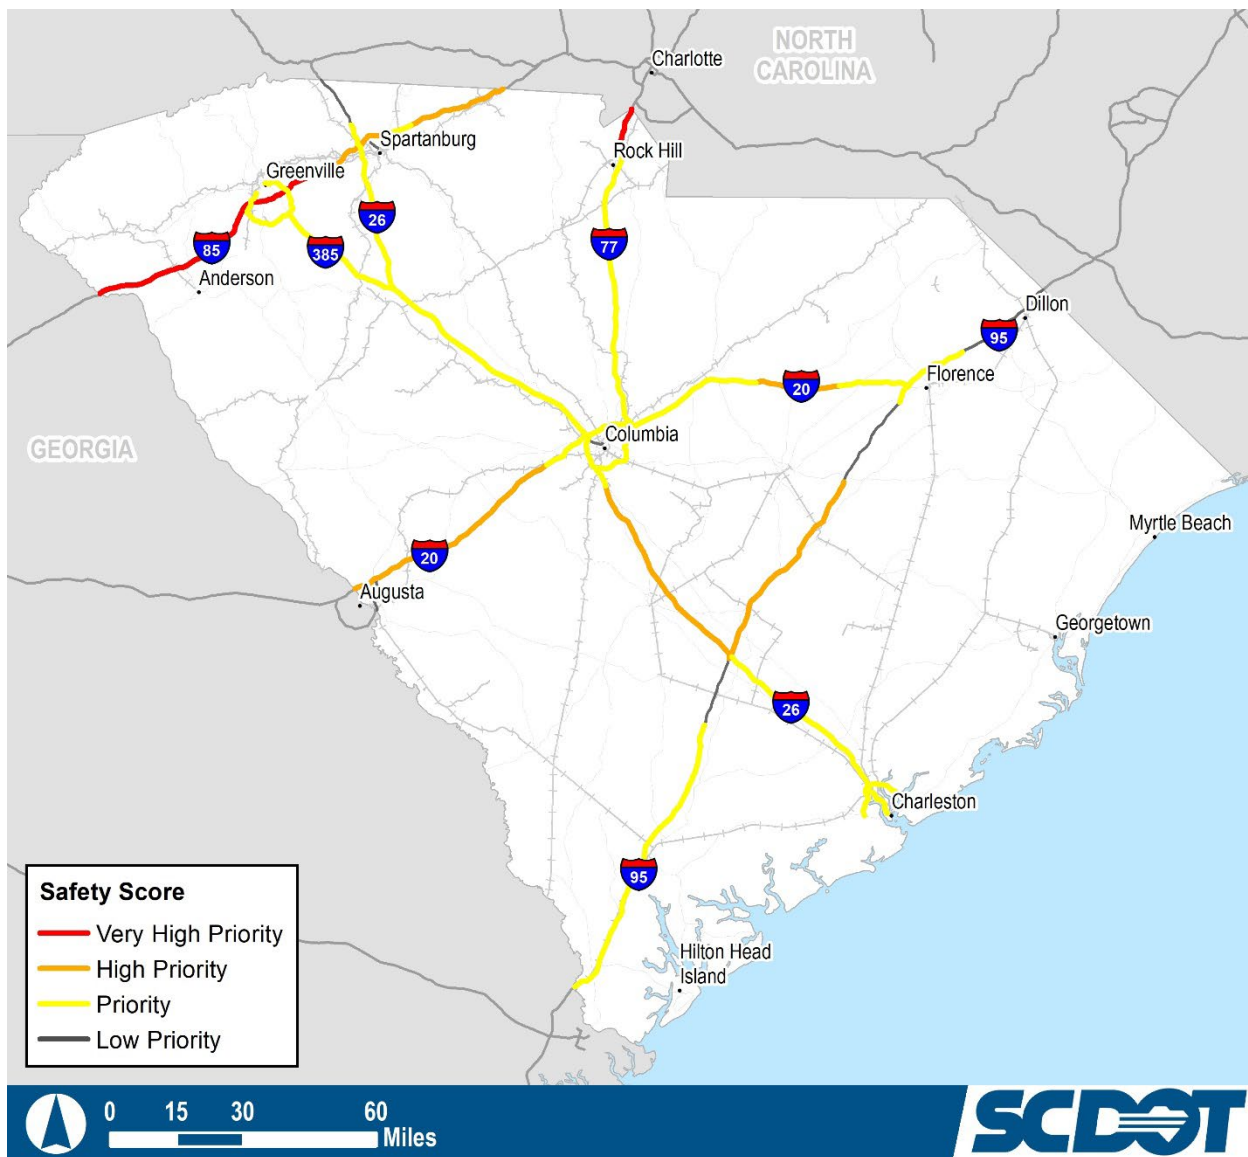 NORTH
CAROLINA
Charlotte
Spartanburg
Rock Hill
Greenville
26
85
385
77
Anderson
Dillon
95
Florence
20
Columbia
GEORGIA
Myrtle Beach
20
Augusta
Georgetown
26
Charleston
95
Hilton Head
Island
Safety Score
Very High Priority
High Priority
Priority
Low Priority
0 15 30 60
Miles
SCDOT